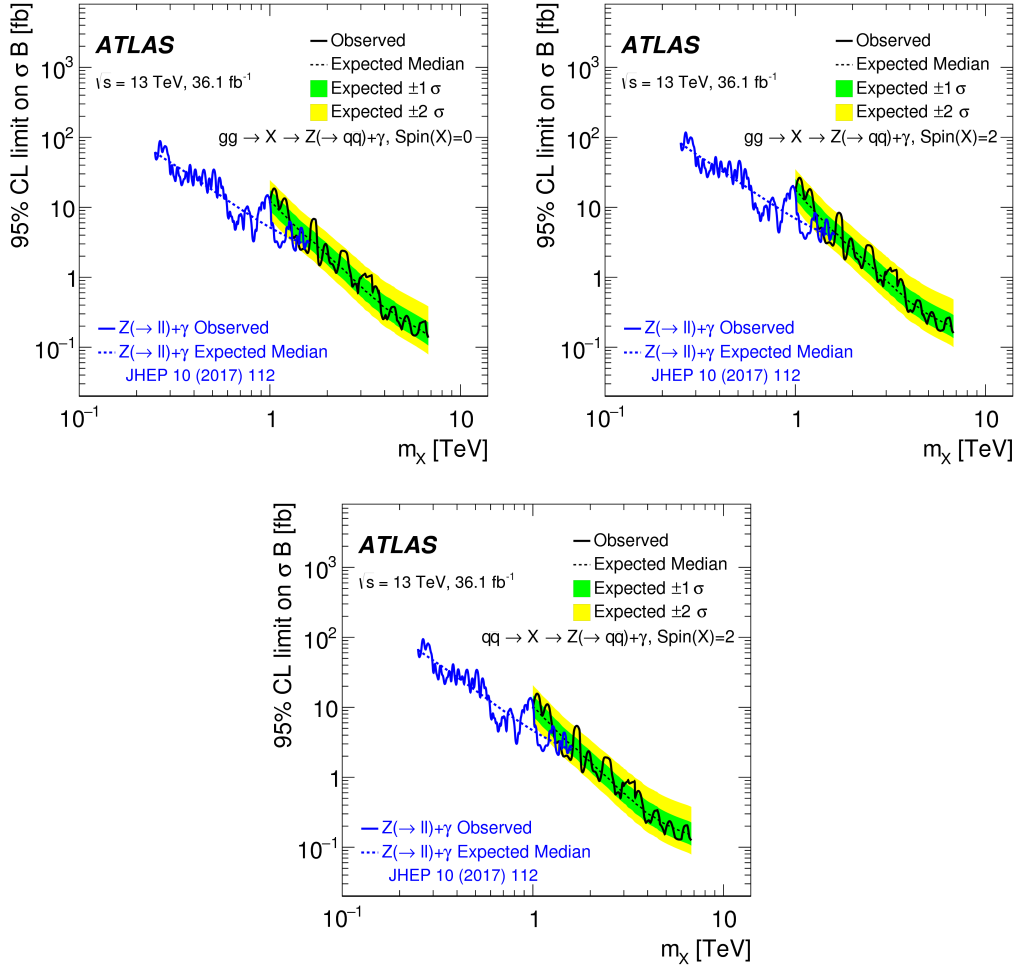 95% CL limit on σ B [fb]
ATLAS
√s = 13 TeV, 36.1 fb⁻¹
Observed
Expected Median
Expected ±1 σ
Expected ±2 σ
gg → X → Z(→ qq)+γ, Spin(X)=0
10³
10²
10
1
10⁻¹
Z(→ ll)+γ Observed
Z(→ ll)+γ Expected Median
JHEP 10 (2017) 112
10⁻¹ 1 10
m_X [TeV]
95% CL limit on σ B [fb]
ATLAS
√s = 13 TeV, 36.1 fb⁻¹
Observed
Expected Median
Expected ±1 σ
Expected ±2 σ
gg → X → Z(→ qq)+γ, Spin(X)=2
10³
10²
10
1
10⁻¹
Z(→ ll)+γ Observed
Z(→ ll)+γ Expected Median
JHEP 10 (2017) 112
10⁻¹ 1 10
m_X [TeV]
95% CL limit on σ B [fb]
ATLAS
√s = 13 TeV, 36.1 fb⁻¹
Observed
Expected Median
Expected ±1 σ
Expected ±2 σ
qq → X → Z(→ qq)+γ, Spin(X)=2
10³
10²
10
1
10⁻¹
Z(→ ll)+γ Observed
Z(→ ll)+γ Expected Median
JHEP 10 (2017) 112
10⁻¹ 1 10
m_X [TeV]